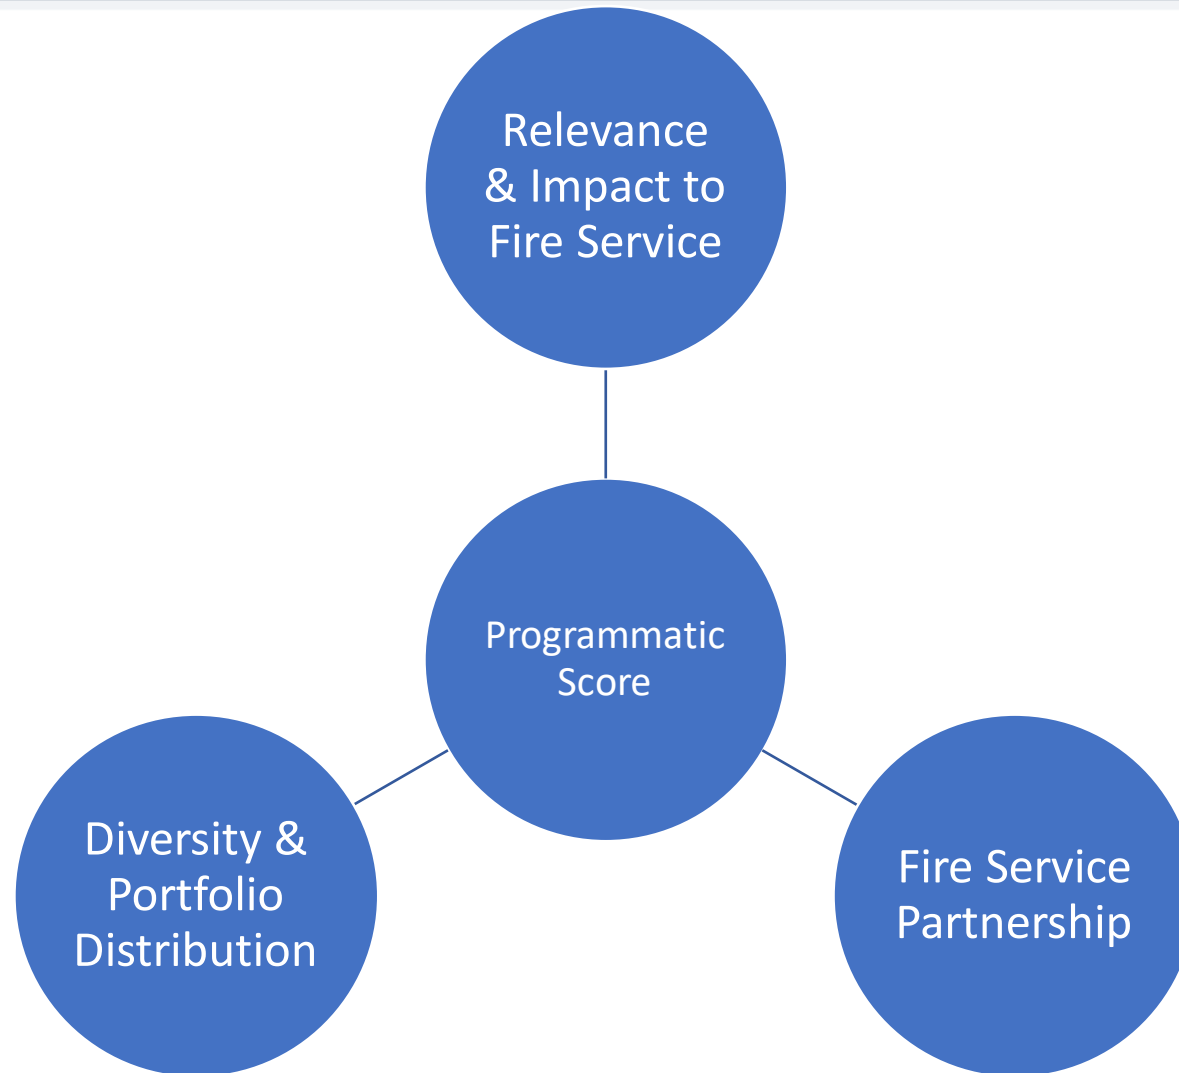 Relevance
& Impact to
Fire Service
Programmatic
Score
Diversity &
Portfolio
Distribution
Fire Service
Partnership